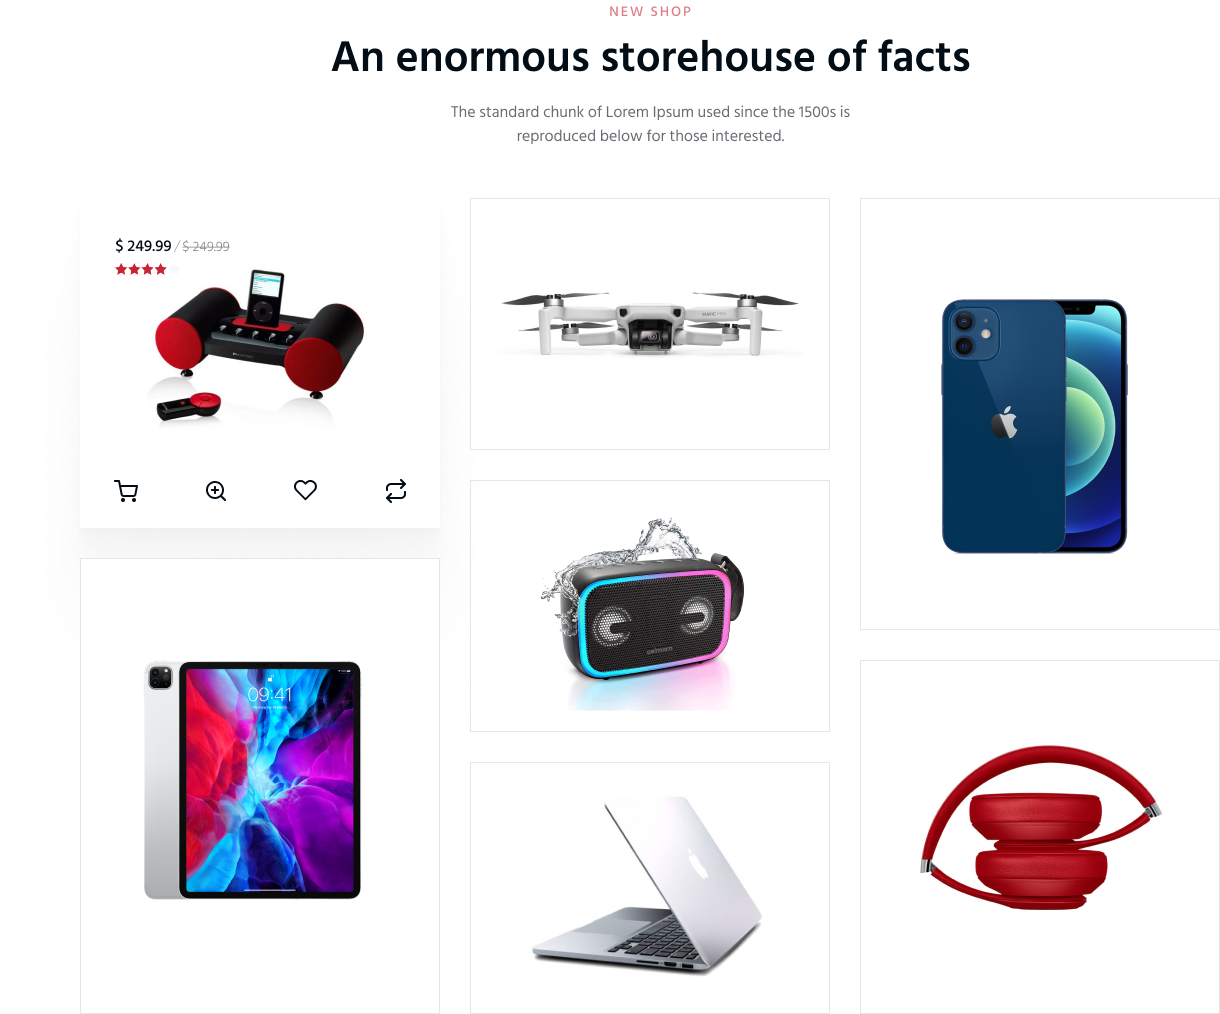 NEW SHOP
An enormous storehouse of facts
The standard chunk of Lorem Ipsum used since the 1500s is
reproduced below for those interested.
$ 249.99 / $ 249.99
09:41